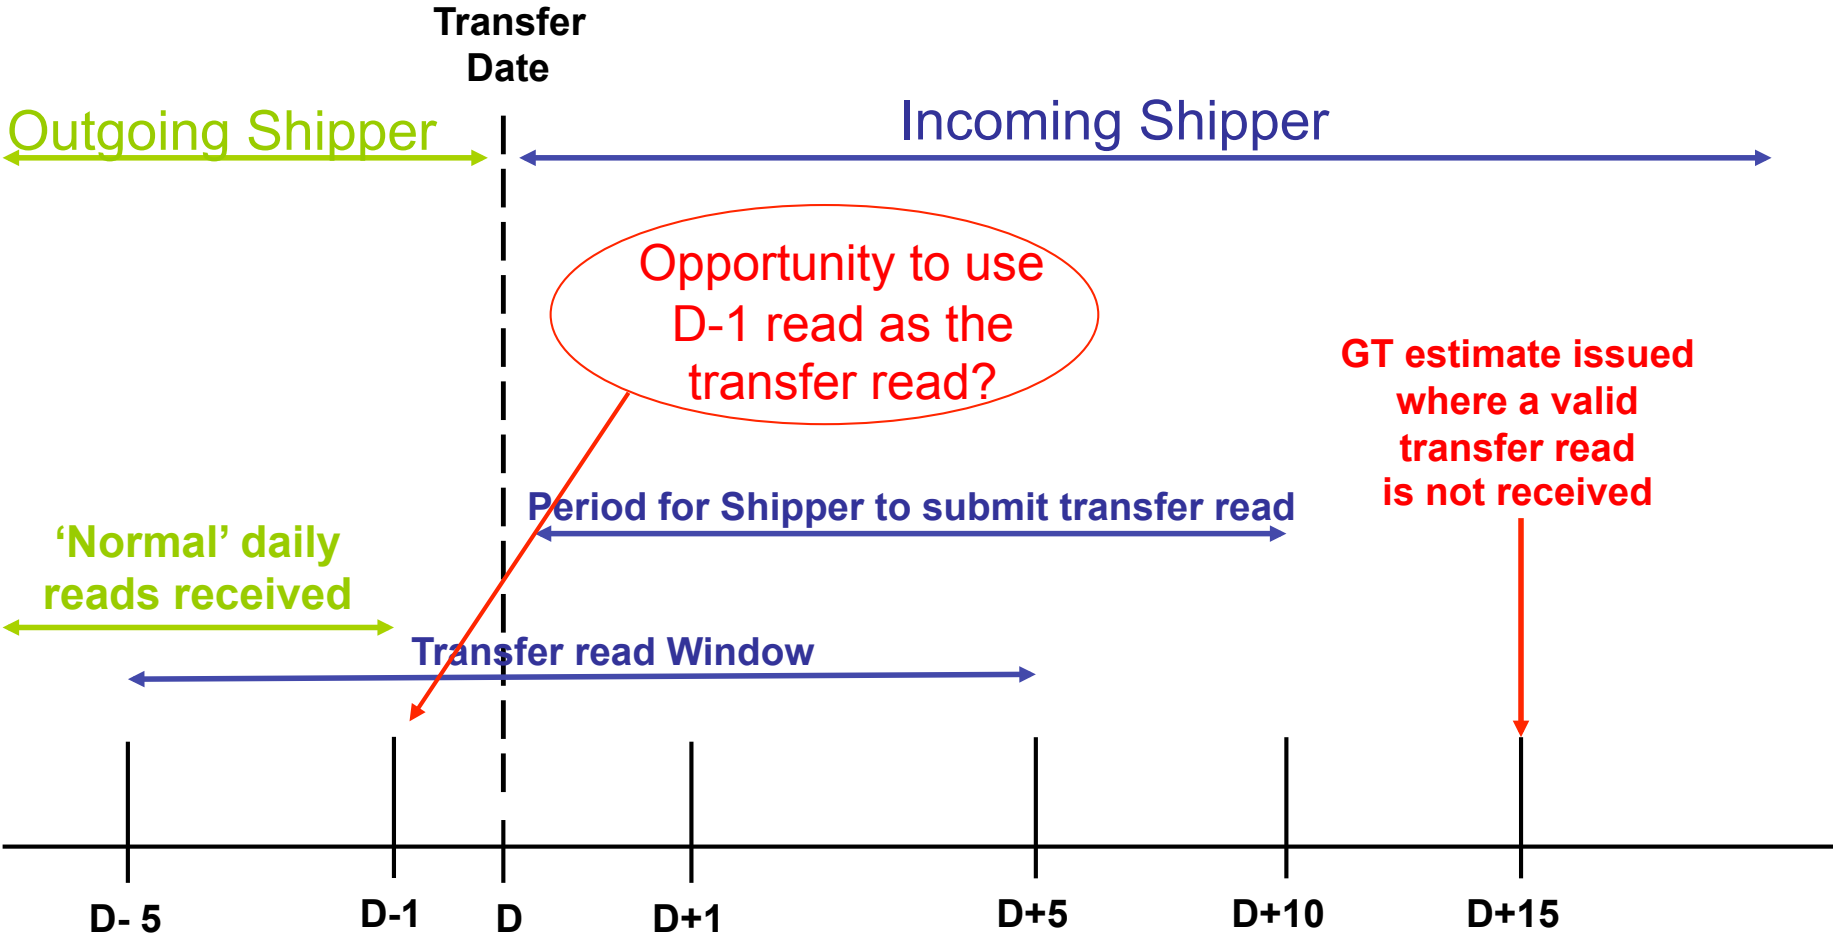 Transfer
Date
Outgoing Shipper
Incoming Shipper
Opportunity to use
D-1 read as the
transfer read?
GT estimate issued
where a valid
transfer read
is not received
Period for Shipper to submit transfer read
‘Normal’ daily
reads received
Transfer read Window
D- 5
D-1
D
D+1
D+5
D+10
D+15